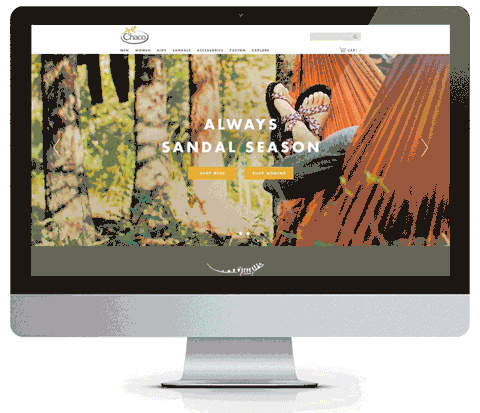 Chaco
MEN WOMEN KIDS SANDALS ACCESSORIES CUSTOM EXPLORE
CART
ALWAYS
SANDAL SEASON
SHOP MENS SHOP WOMENS